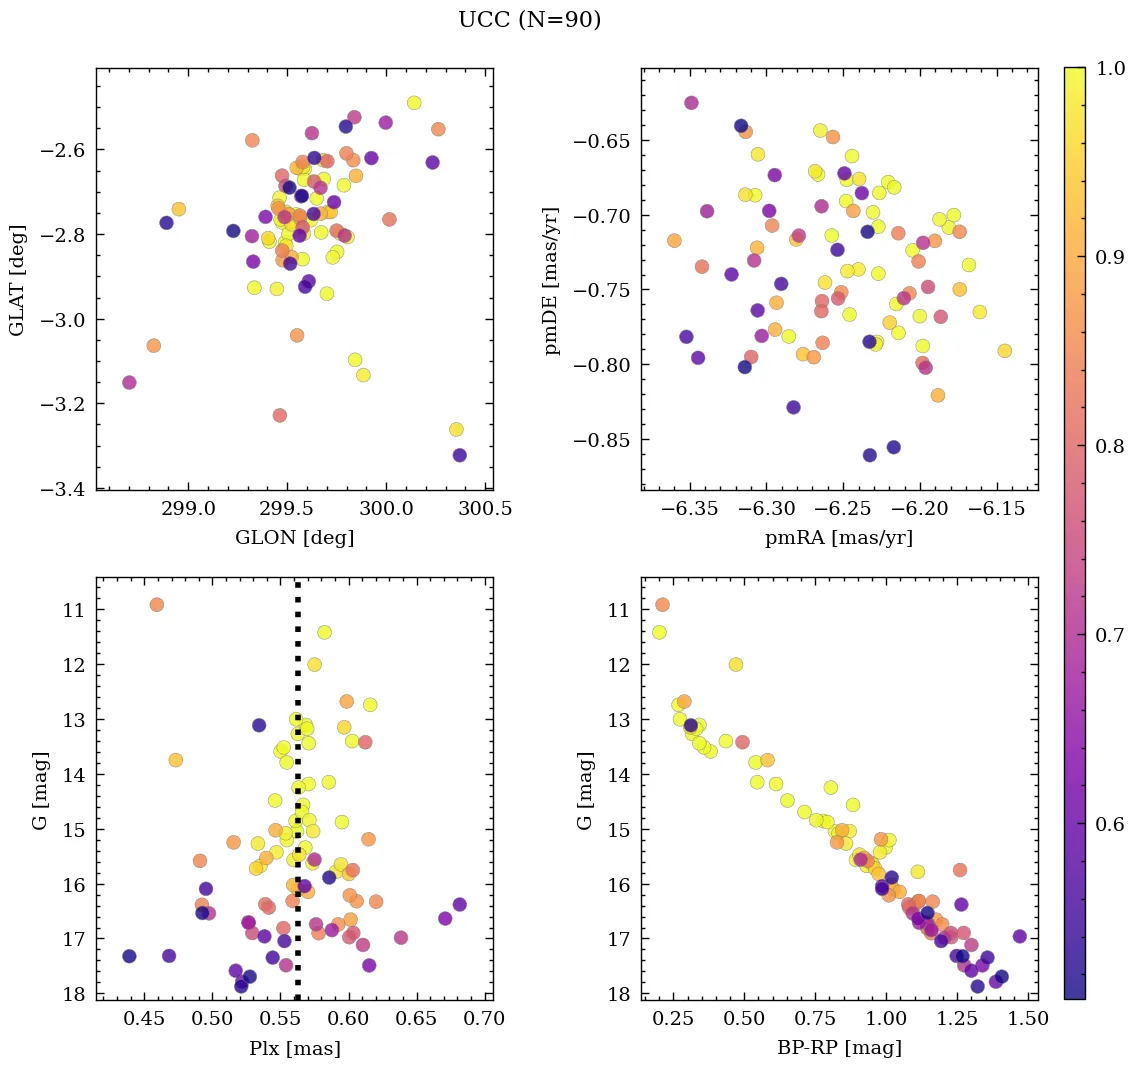 UCC (N=90)
−2.6
−2.8
−3.0
−3.2
−3.4
GLAT [deg]
299.0 299.5 300.0 300.5
GLON [deg]
−0.65
−0.70
−0.75
−0.80
−0.85
pmDE [mas/yr]
−6.35 −6.30 −6.25 −6.20 −6.15
pmRA [mas/yr]
1.0
0.9
0.8
0.7
0.6
11
12
13
14
15
16
17
18
G [mag]
0.45 0.50 0.55 0.60 0.65 0.70
Plx [mas]
11
12
13
14
15
16
17
18
G [mag]
0.25 0.50 0.75 1.00 1.25 1.50
BP-RP [mag]